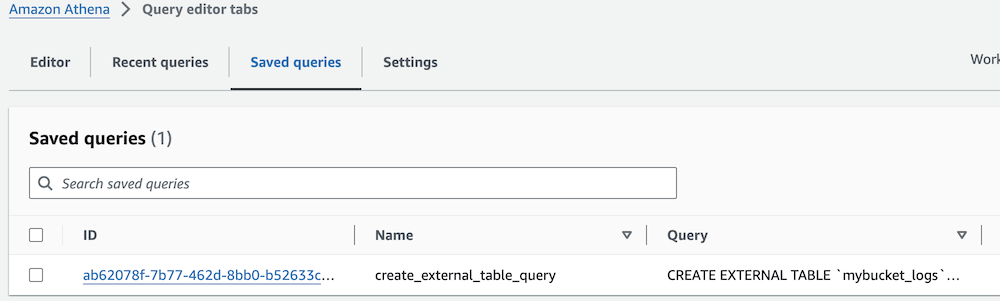 Amazon Athena > Query editor tabs
Editor Recent queries Saved queries Settings Work
Saved queries (1)
Search saved queries
ID Name Query
ab62078f-7b77-462d-8bb0-b52633c... create_external_table_query CREATE EXTERNAL TABLE `mybucket_logs`...